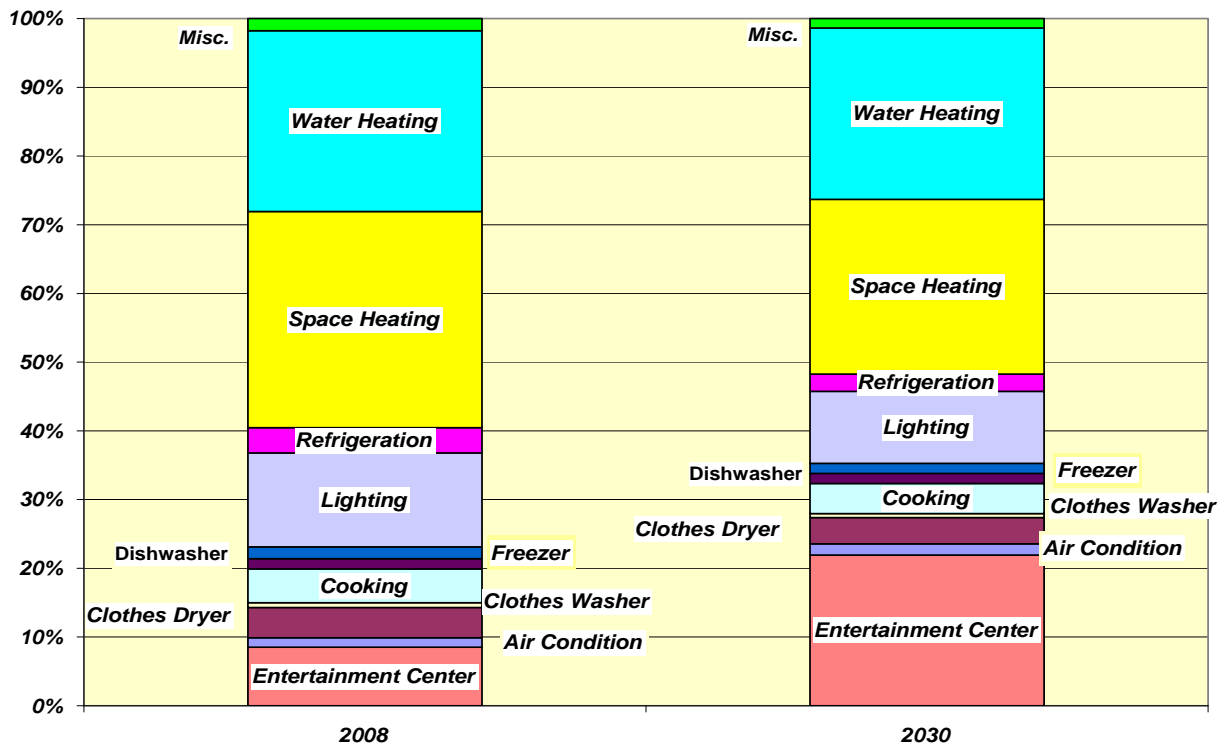 100%
90%
80%
70%
60%
50%
40%
30%
20%
10%
0%
Misc.
Water Heating
Space Heating
Refrigeration
Lighting
Dishwasher
Freezer
Cooking
Clothes Washer
Clothes Dryer
Air Condition
Entertainment Center
2008
Misc.
Water Heating
Space Heating
Refrigeration
Lighting
Dishwasher
Freezer
Cooking
Clothes Washer
Clothes Dryer
Air Condition
Entertainment Center
2030